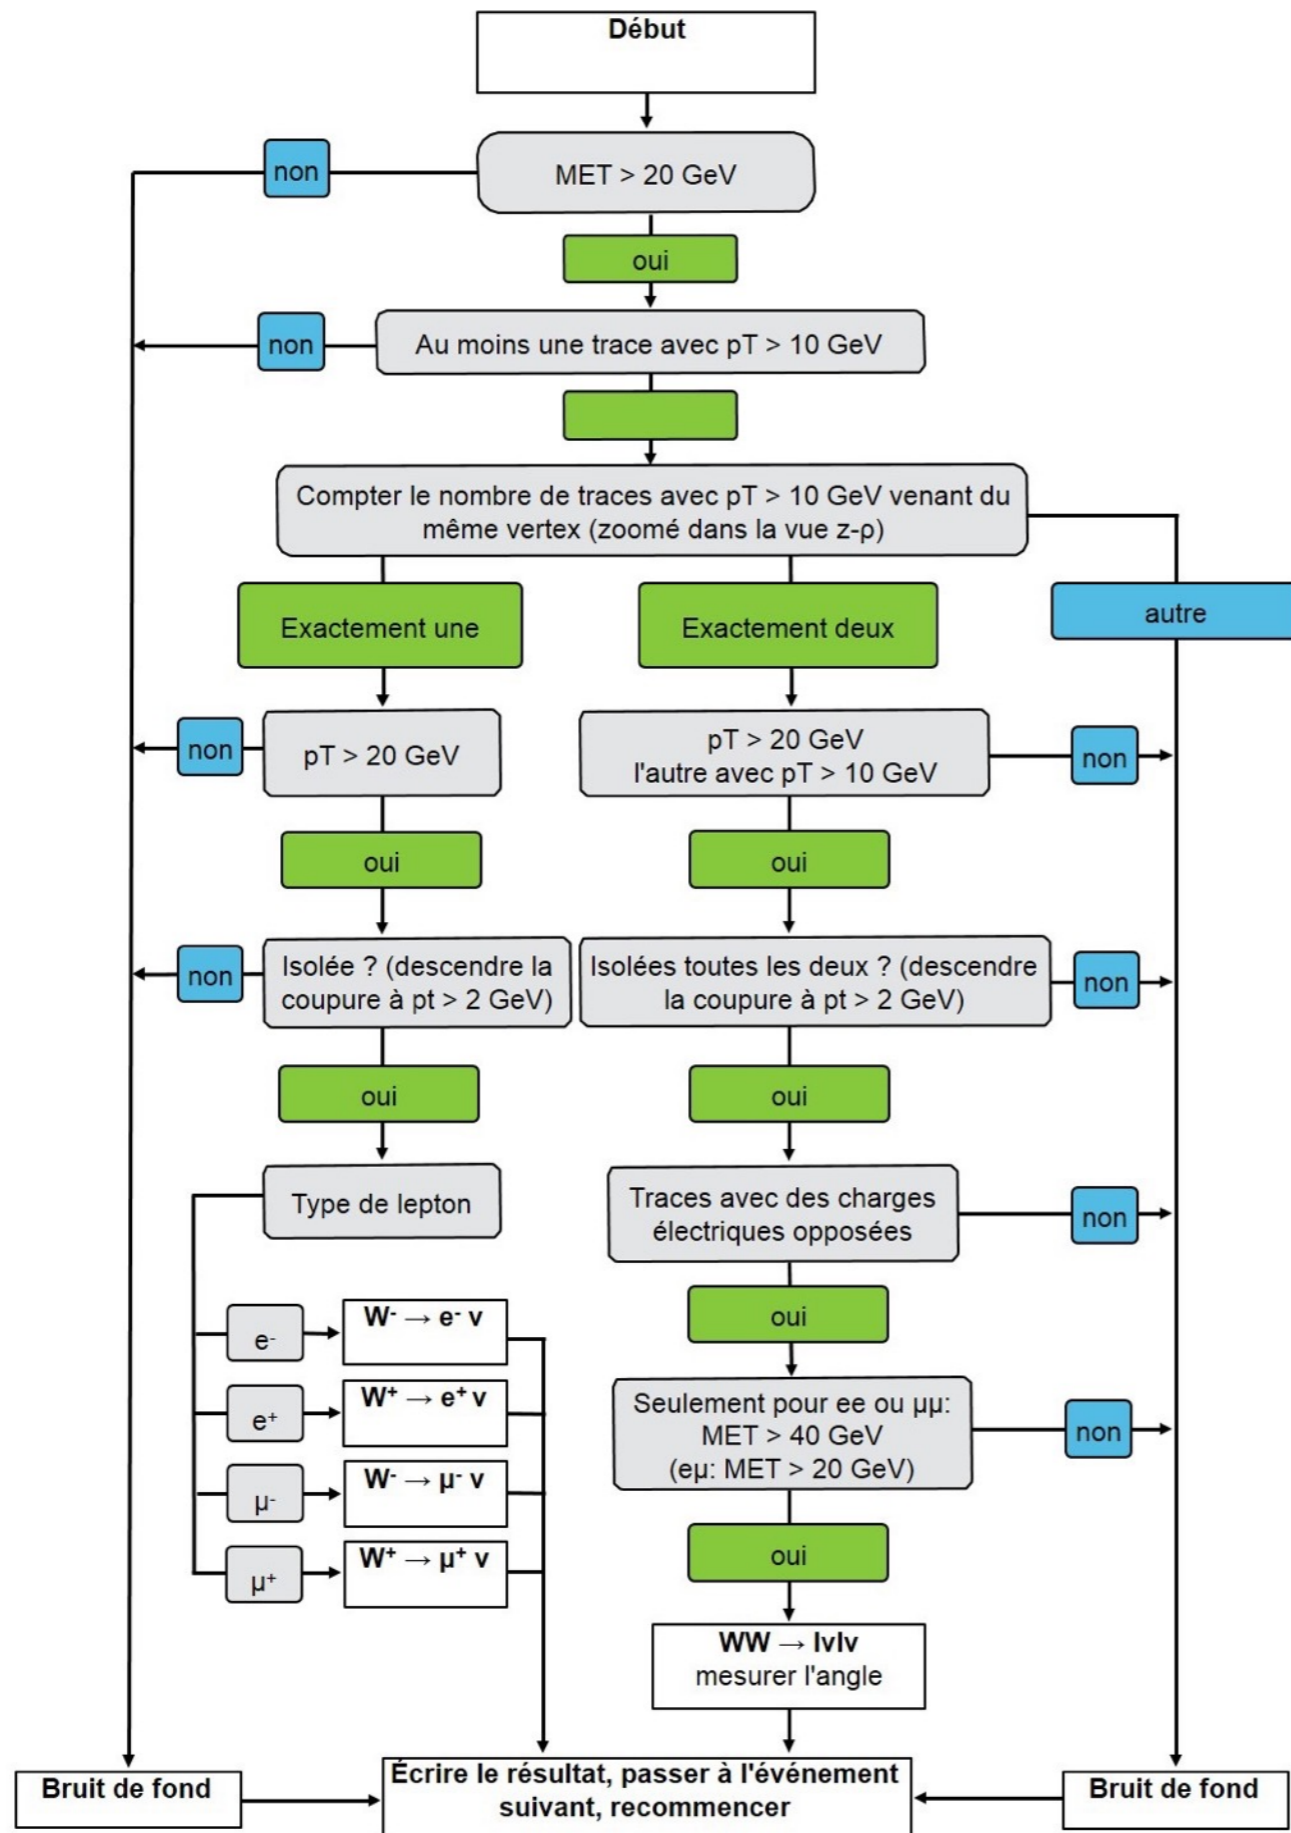 Début
non
MET > 20 GeV
oui
non
Au moins une trace avec pT > 10 GeV
Compter le nombre de traces avec pT > 10 GeV venant du
même vertex (zoomé dans la vue z-ρ)
Exactement une
Exactement deux
autre
non
pT > 20 GeV
pT > 20 GeV
l'autre avec pT > 10 GeV
non
oui
oui
non
Isolée ? (descendre la
coupure à pt > 2 GeV)
Isolées toutes les deux ? (descendre
la coupure à pt > 2 GeV)
non
oui
oui
Type de lepton
Traces avec des charges
électriques opposées
non
oui
e⁻
W⁻ → e⁻ ν
e⁺
W⁺ → e⁺ ν
μ⁻
W⁻ → μ⁻ ν
μ⁺
W⁺ → μ⁺ ν
Seulement pour ee ou μμ:
MET > 40 GeV
(eμ: MET > 20 GeV)
non
oui
WW → lνlν
mesurer l'angle
Bruit de fond
Écrire le résultat, passer à l'événement
suivant, recommencer
Bruit de fond